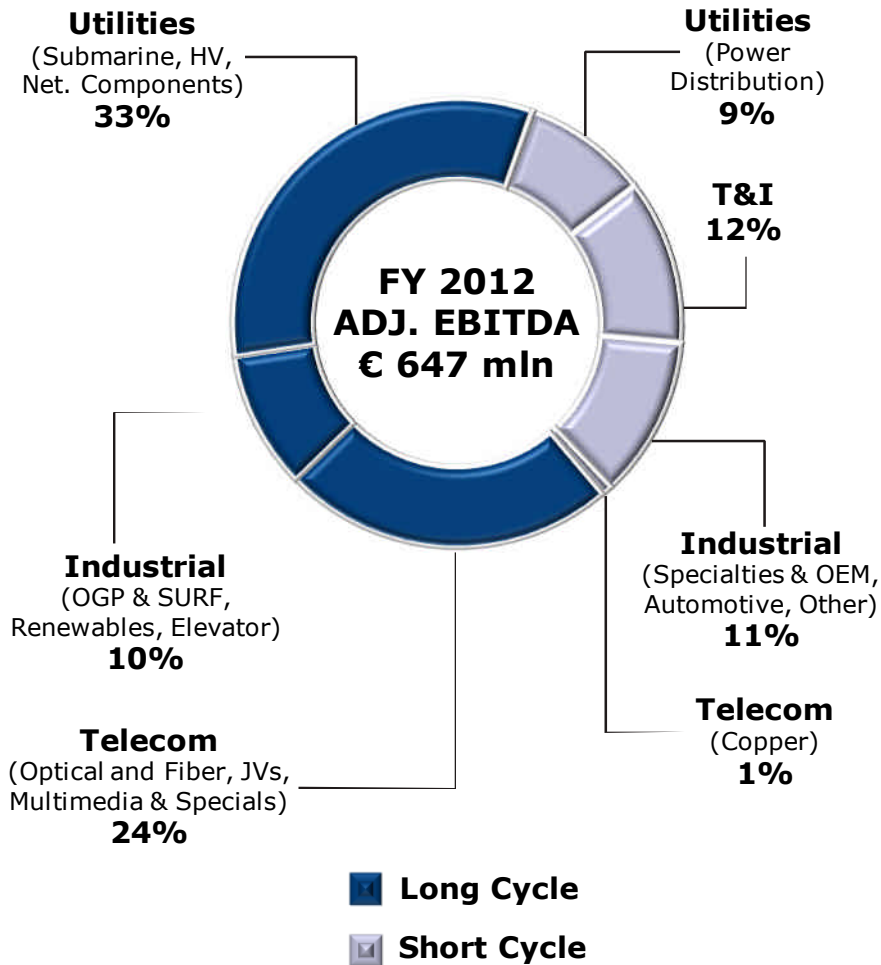 Utilities
(Submarine, HV,
Net. Components)
33%
Utilities
(Power
Distribution)
9%
T&I
12%
FY 2012
ADJ. EBITDA
€ 647 mln
Industrial
(OGP & SURF,
Renewables, Elevator)
10%
Industrial
(Specialties & OEM,
Automotive, Other)
11%
Telecom
(Optical and Fiber, JVs,
Multimedia & Specials)
24%
Telecom
(Copper)
1%
Long Cycle
Short Cycle